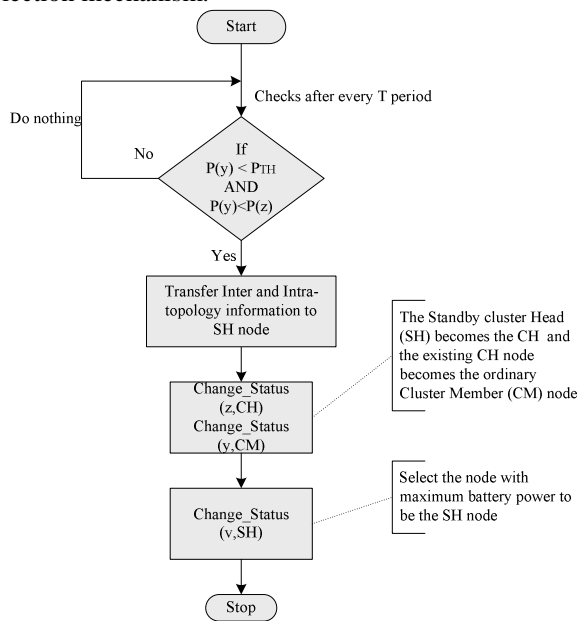 Start
Checks after every T period
Do nothing
No
If
P(y) < PTH
AND
P(y)<P(z)
Yes
Transfer Inter and Intra-
topology information to
SH node
The Standby cluster Head
(SH) becomes the CH and
the existing CH node
becomes the ordinary
Cluster Member (CM) node
Change_Status
(z,CH)
Change_Status
(y,CM)
Select the node with
maximum battery power to
be the SH node
Change_Status
(v,SH)
Stop